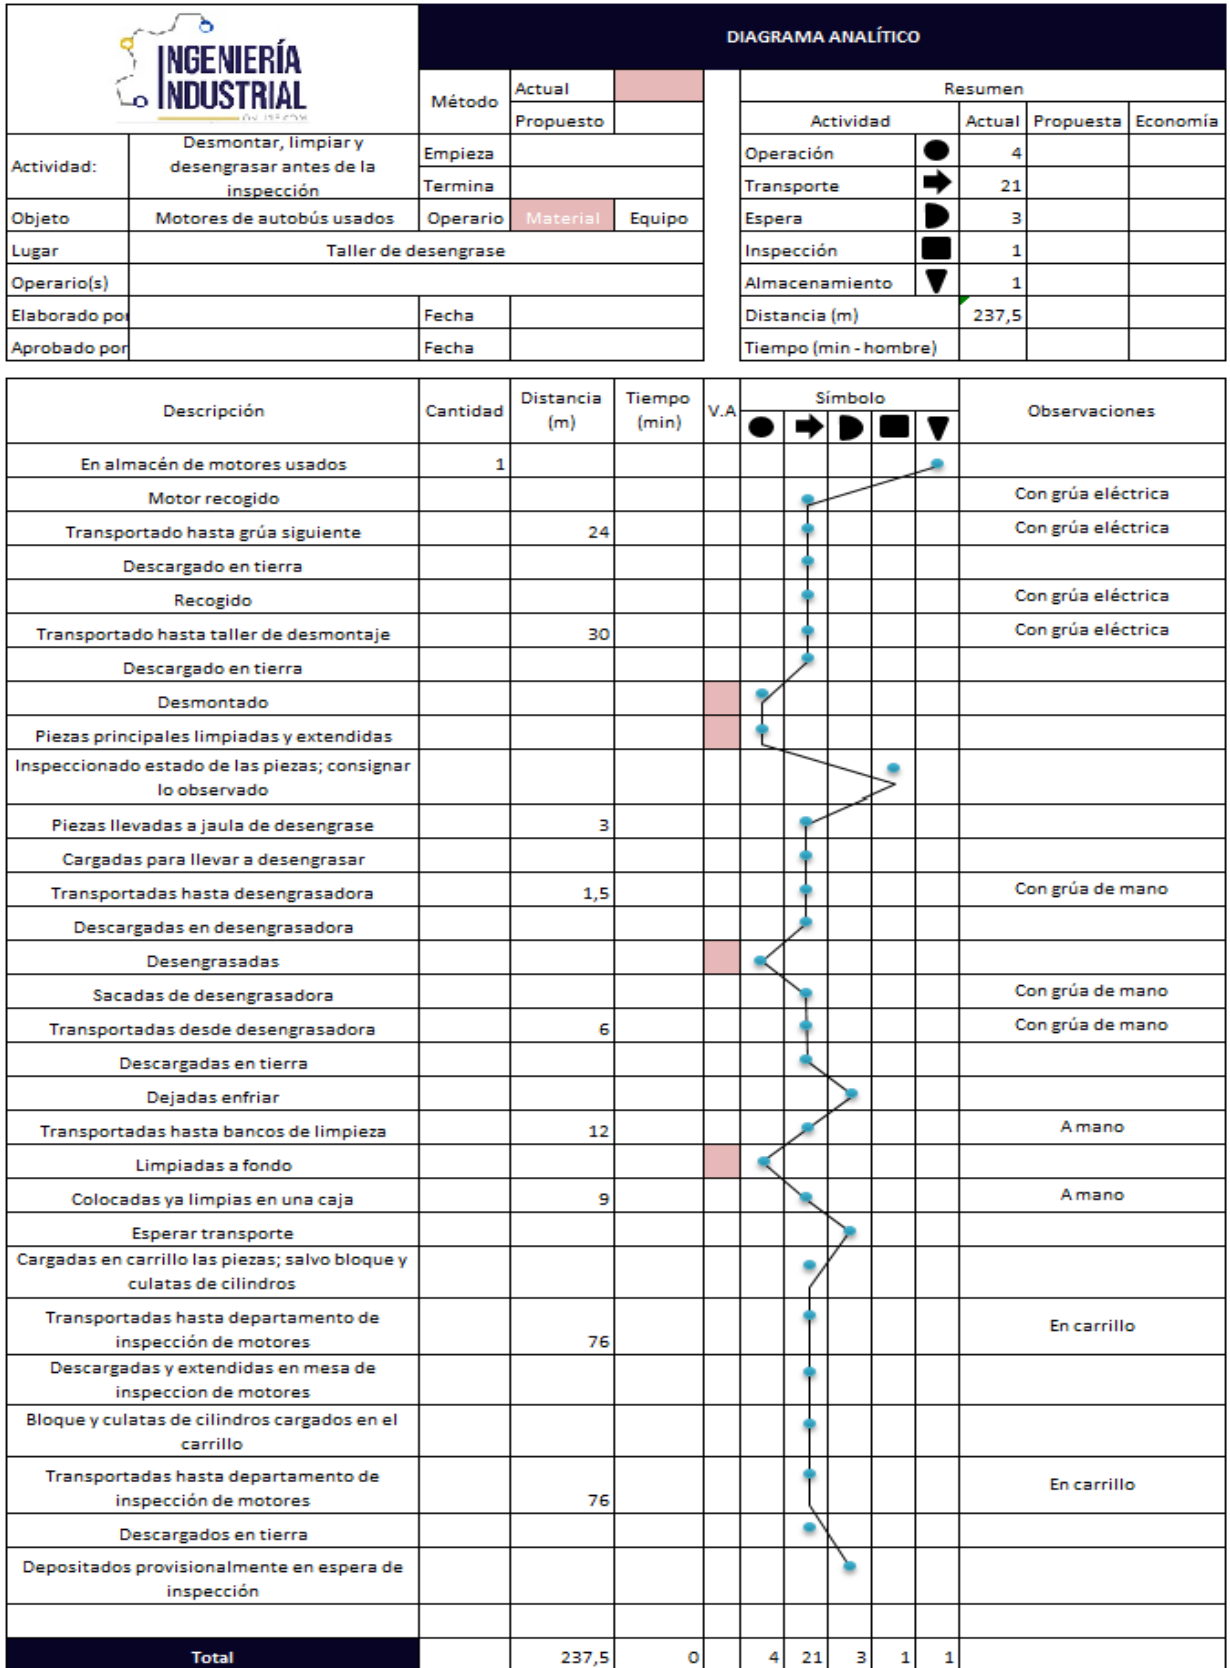 INGENIERÍA
INDUSTRIAL
DIAGRAMA ANALÍTICO
Método
Actual
Propuesto
Resumen
Actividad Actual Propuesta Economía
Actividad:
Desmontar, limpiar y
desengrasar antes de la
inspección
Empieza
Termina
Operación 4
Transporte 21
Objeto Motores de autobús usados Operario Material Equipo
Espera 3
Lugar Taller de desengrase
Inspección 1
Operario(s)
Almacenamiento 1
Elaborado por Fecha
Distancia (m) 237,5
Aprobado por Fecha
Tiempo (min - hombre)
Descripción Cantidad Distancia (m) Tiempo (min) V.A Símbolo Observaciones
En almacén de motores usados 1
Motor recogido Con grúa eléctrica
Transportado hasta grúa siguiente 24 Con grúa eléctrica
Descargado en tierra
Recogido Con grúa eléctrica
Transportado hasta taller de desmontaje 30 Con grúa eléctrica
Descargado en tierra
Desmontado
Piezas principales limpiadas y extendidas
Inspeccionado estado de las piezas; consignar
lo observado
Piezas llevadas a jaula de desengrase 3
Cargadas para llevar a desengrasar
Transportadas hasta desengrasadora 1,5 Con grúa de mano
Descargadas en desengrasadora
Desengrasadas
Sacadas de desengrasadora Con grúa de mano
Transportadas desde desengrasadora 6 Con grúa de mano
Descargadas en tierra
Dejadas enfriar
Transportadas hasta bancos de limpieza 12 A mano
Limpiadas a fondo
Colocadas ya limpias en una caja 9 A mano
Esperar transporte
Cargadas en carrillo las piezas; salvo bloque y
culatas de cilindros
Transportadas hasta departamento de
inspección de motores 76 En carrillo
Descargadas y extendidas en mesa de
inspeccion de motores
Bloque y culatas de cilindros cargados en el
carrillo
Transportadas hasta departamento de
inspección de motores 76 En carrillo
Descargados en tierra
Depositados provisionalmente en espera de
inspección
Total 237,5 0 4 21 3 1 1